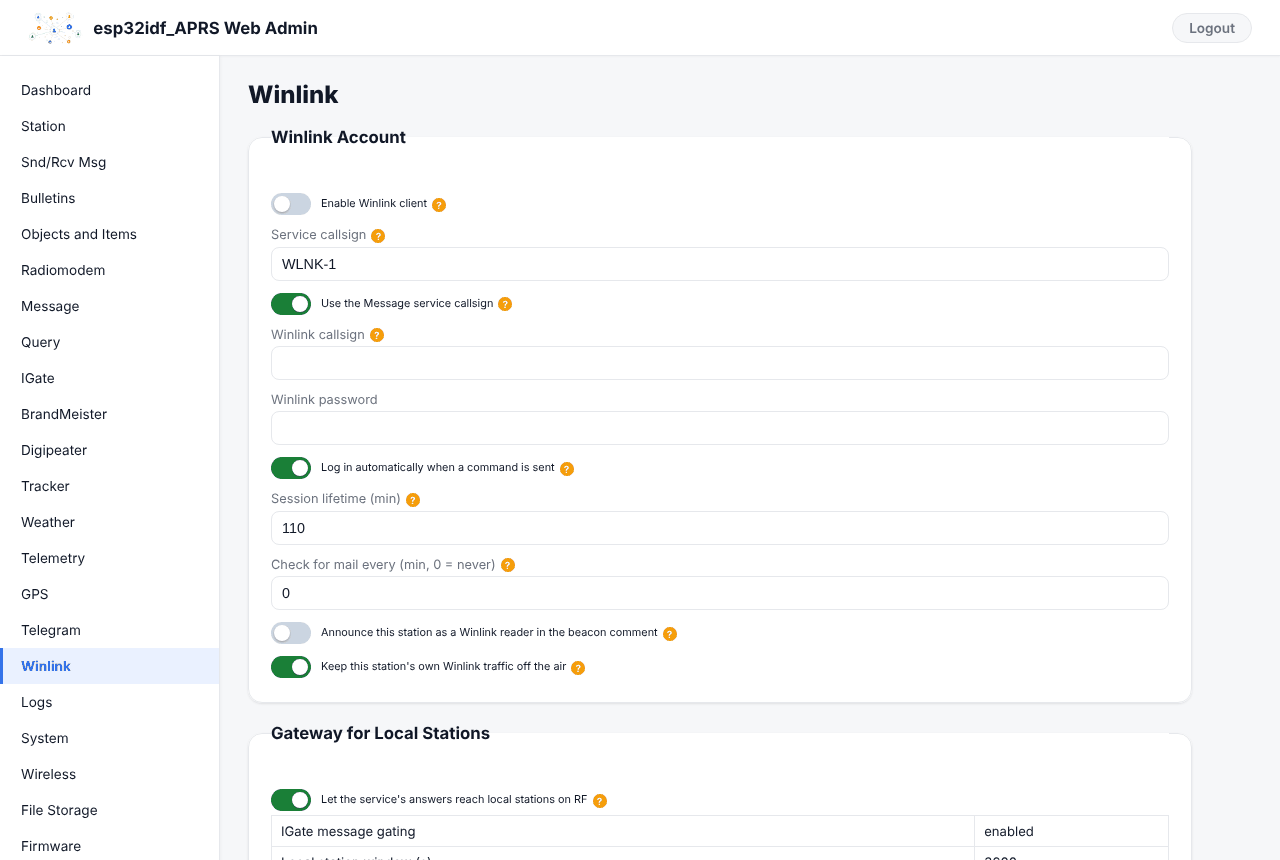 esp32idf_APRS Web Admin
Logout
Dashboard
Station
Snd/Rcv Msg
Bulletins
Objects and Items
Radiomodem
Message
Query
IGate
BrandMeister
Digipeater
Tracker
Weather
Telemetry
GPS
Telegram
Winlink
Logs
System
Wireless
File Storage
Firmware
Winlink
Winlink Account
Enable Winlink client ?
Service callsign ?
WLNK-1
Use the Message service callsign ?
Winlink callsign ?
Winlink password
Log in automatically when a command is sent ?
Session lifetime (min) ?
110
Check for mail every (min, 0 = never) ?
0
Announce this station as a Winlink reader in the beacon comment ?
Keep this station's own Winlink traffic off the air ?
Gateway for Local Stations
Let the service's answers reach local stations on RF ?
IGate message gating enabled